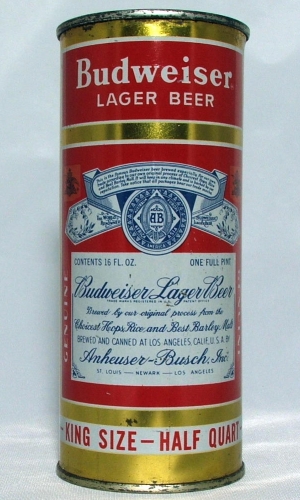 Budweiser
LAGER BEER
AB
CONTENTS 16 FL. OZ. ONE FULL PINT
GENUINE
GENUINE
Budweiser Lager Beer
Brewed by our original process from the
Choicest Hops, Rice and Best Barley Malt
BREWED AND CANNED AT LOS ANGELES, CALIF., U.S.A. BY
Anheuser-Busch, Inc.
ST. LOUIS — NEWARK — LOS ANGELES
KING SIZE — HALF QUART